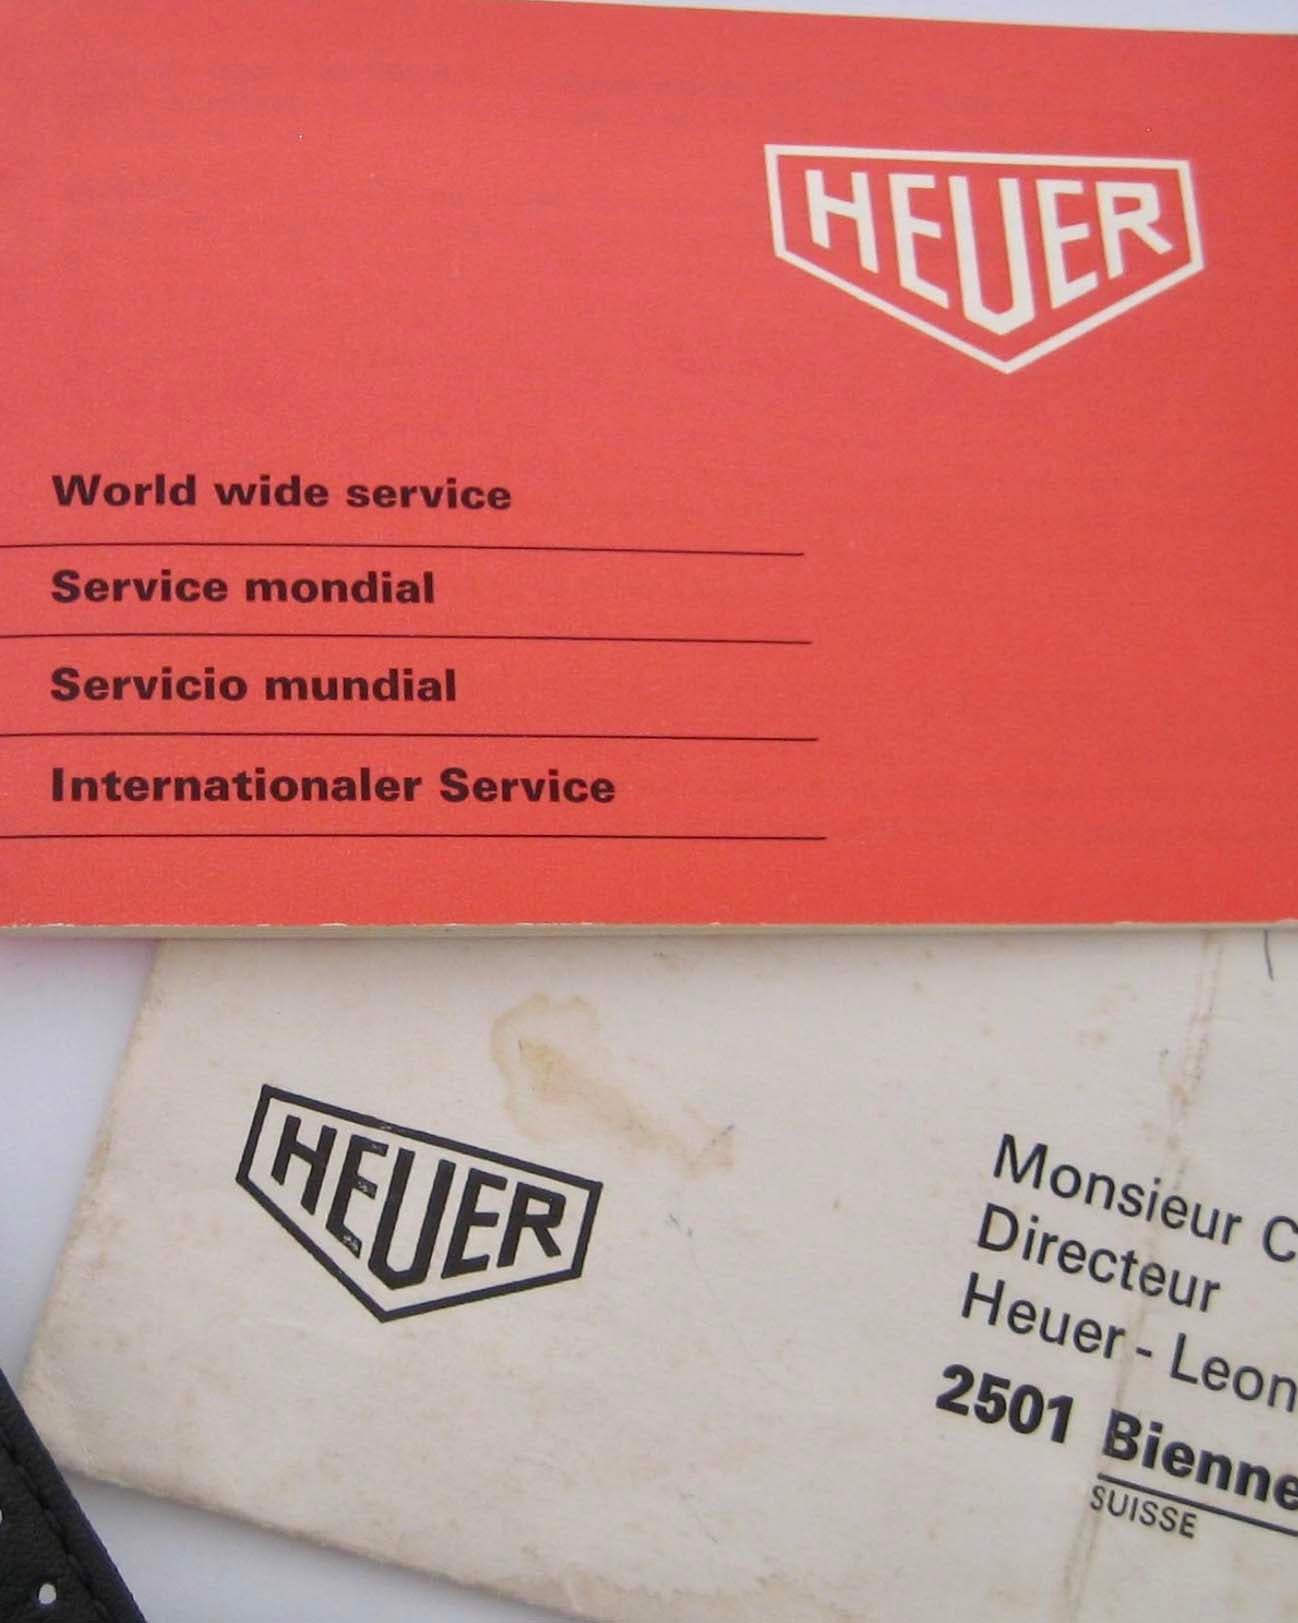 HEUER
World wide service
Service mondial
Servicio mundial
Internationaler Service
HEUER
Monsieur C
Directeur
Heuer - Leon
2501 Bienne
SUISSE